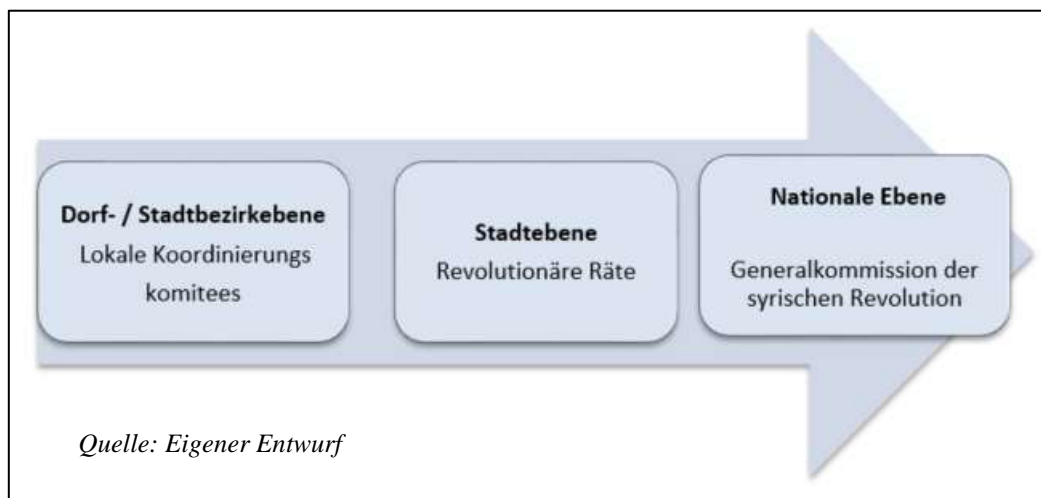 Dorf- / Stadtbezirkebene
Lokale Koordinierungs
komitees
Stadtebene
Revolutionäre Räte
Nationale Ebene
Generalkommission der
syrischen Revolution
Quelle: Eigener Entwurf